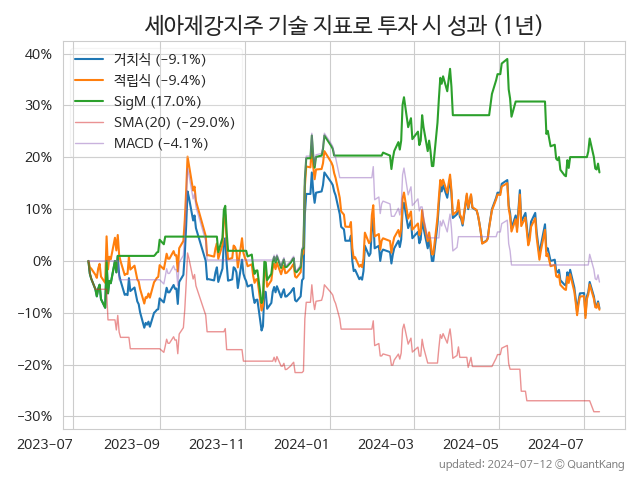 세아제강지주 기술 지표로 투자 시 성과 (1년)
거치식 (−9.1%)
적립식 (−9.4%)
SigM (17.0%)
SMA(20) (−29.0%)
MACD (−4.1%)
40%
30%
20%
10%
0%
−10%
−20%
−30%
2023-07 2023-09 2023-11 2024-01 2024-03 2024-05 2024-07
updated: 2024-07-12 ⓒ QuantKang